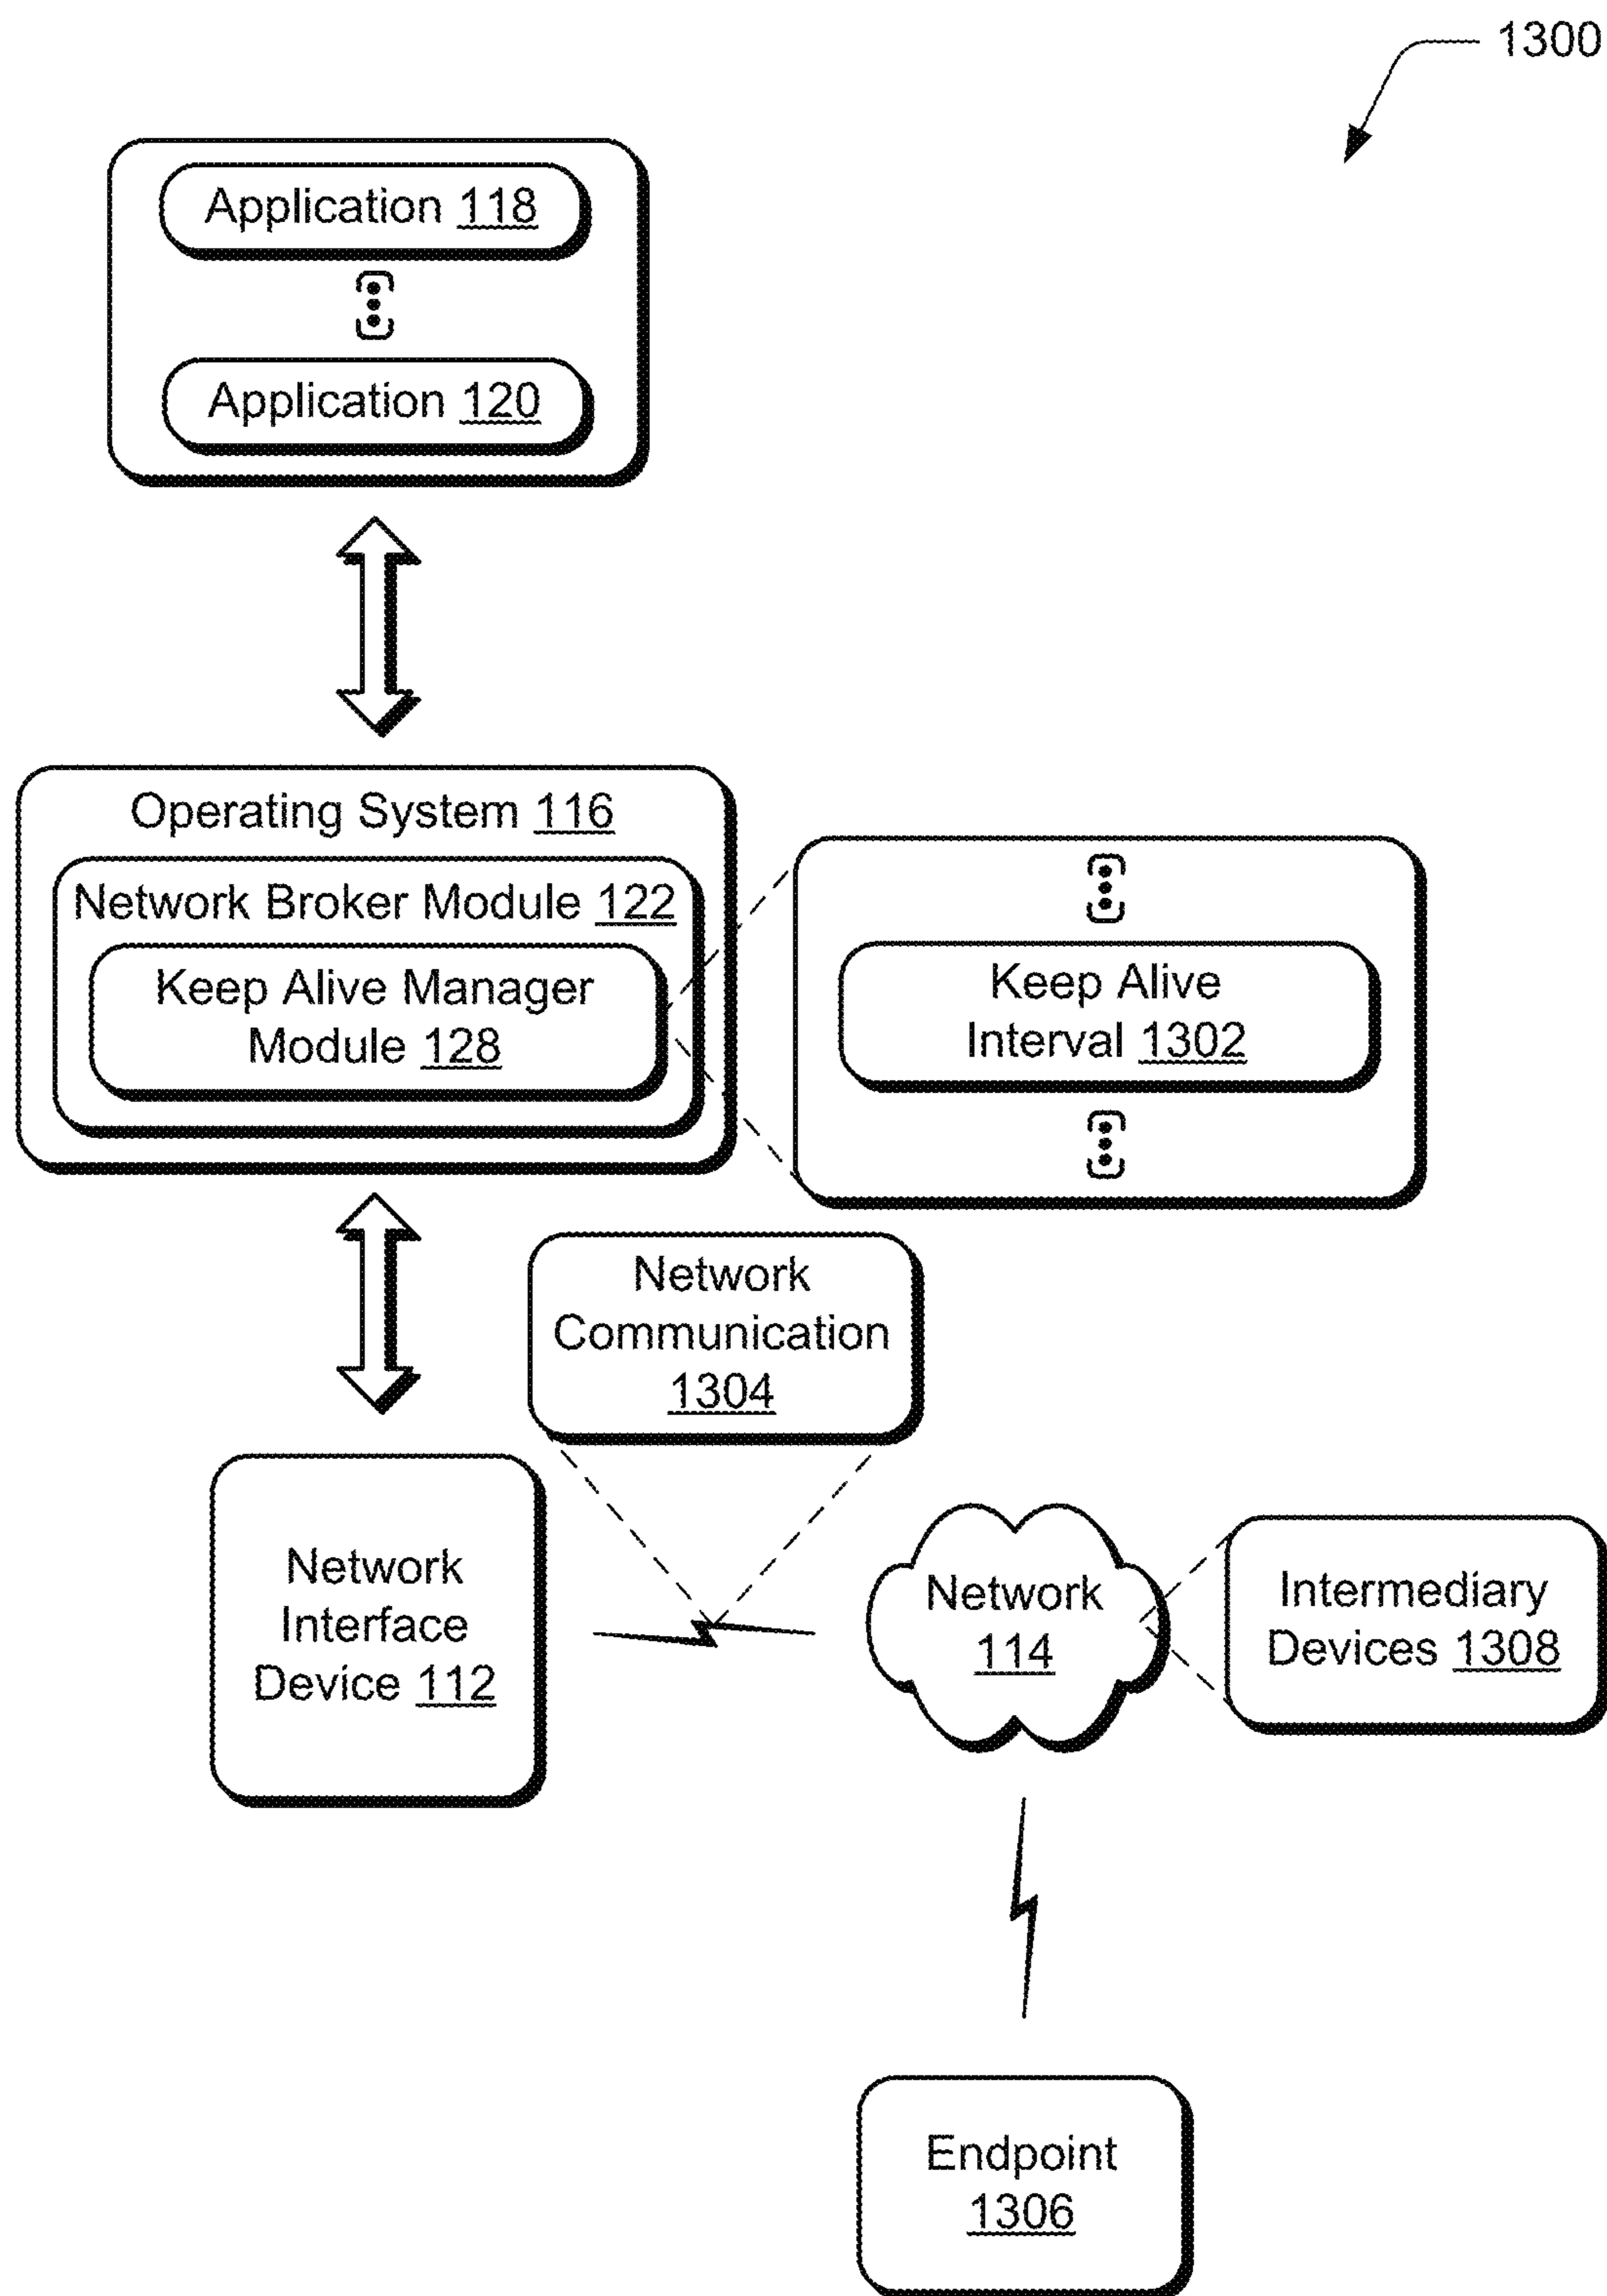 1300
Application 118
Application 120
Operating System 116
Network Broker Module 122
Keep Alive Manager
Module 128
Keep Alive
Interval 1302
Network
Communication
1304
Network
Interface
Device 112
Network
114
Intermediary
Devices 1308
Endpoint
1306